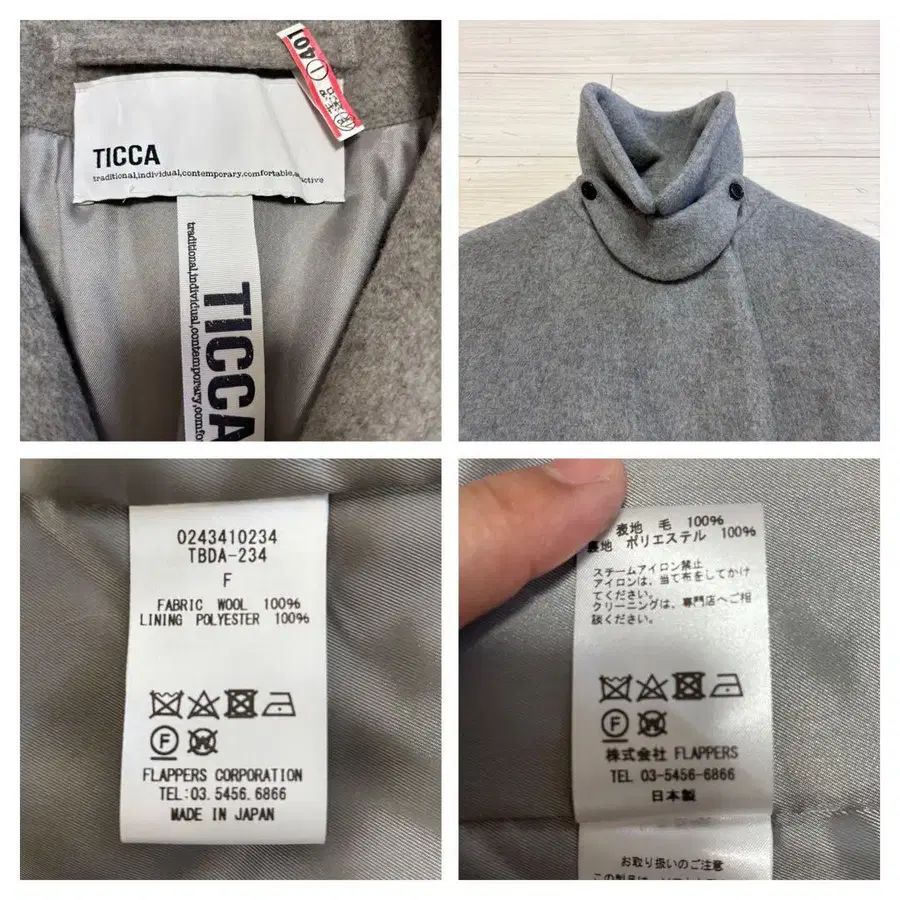 TICCA
traditional,individual,contemporary,comfortable,
TICCA
traditional,individual,contemporary,comfo
401
0243410234
TBDA-234
F
FABRIC WOOL 100%
LINING POLYESTER 100%
F
W
FLAPPERS CORPORATION
TEL:03.5456.6866
MADE IN JAPAN
表地 毛 100%
裏地 ポリエステル 100%
スチームアイロン禁止
アイロンは、当て布をしてかけ
てください。
クリーニングは、専門店へご相
談ください。
F
W
株式会社 FLAPPERS
TEL 03-5456-6866
日本製
お取り扱いのご注意